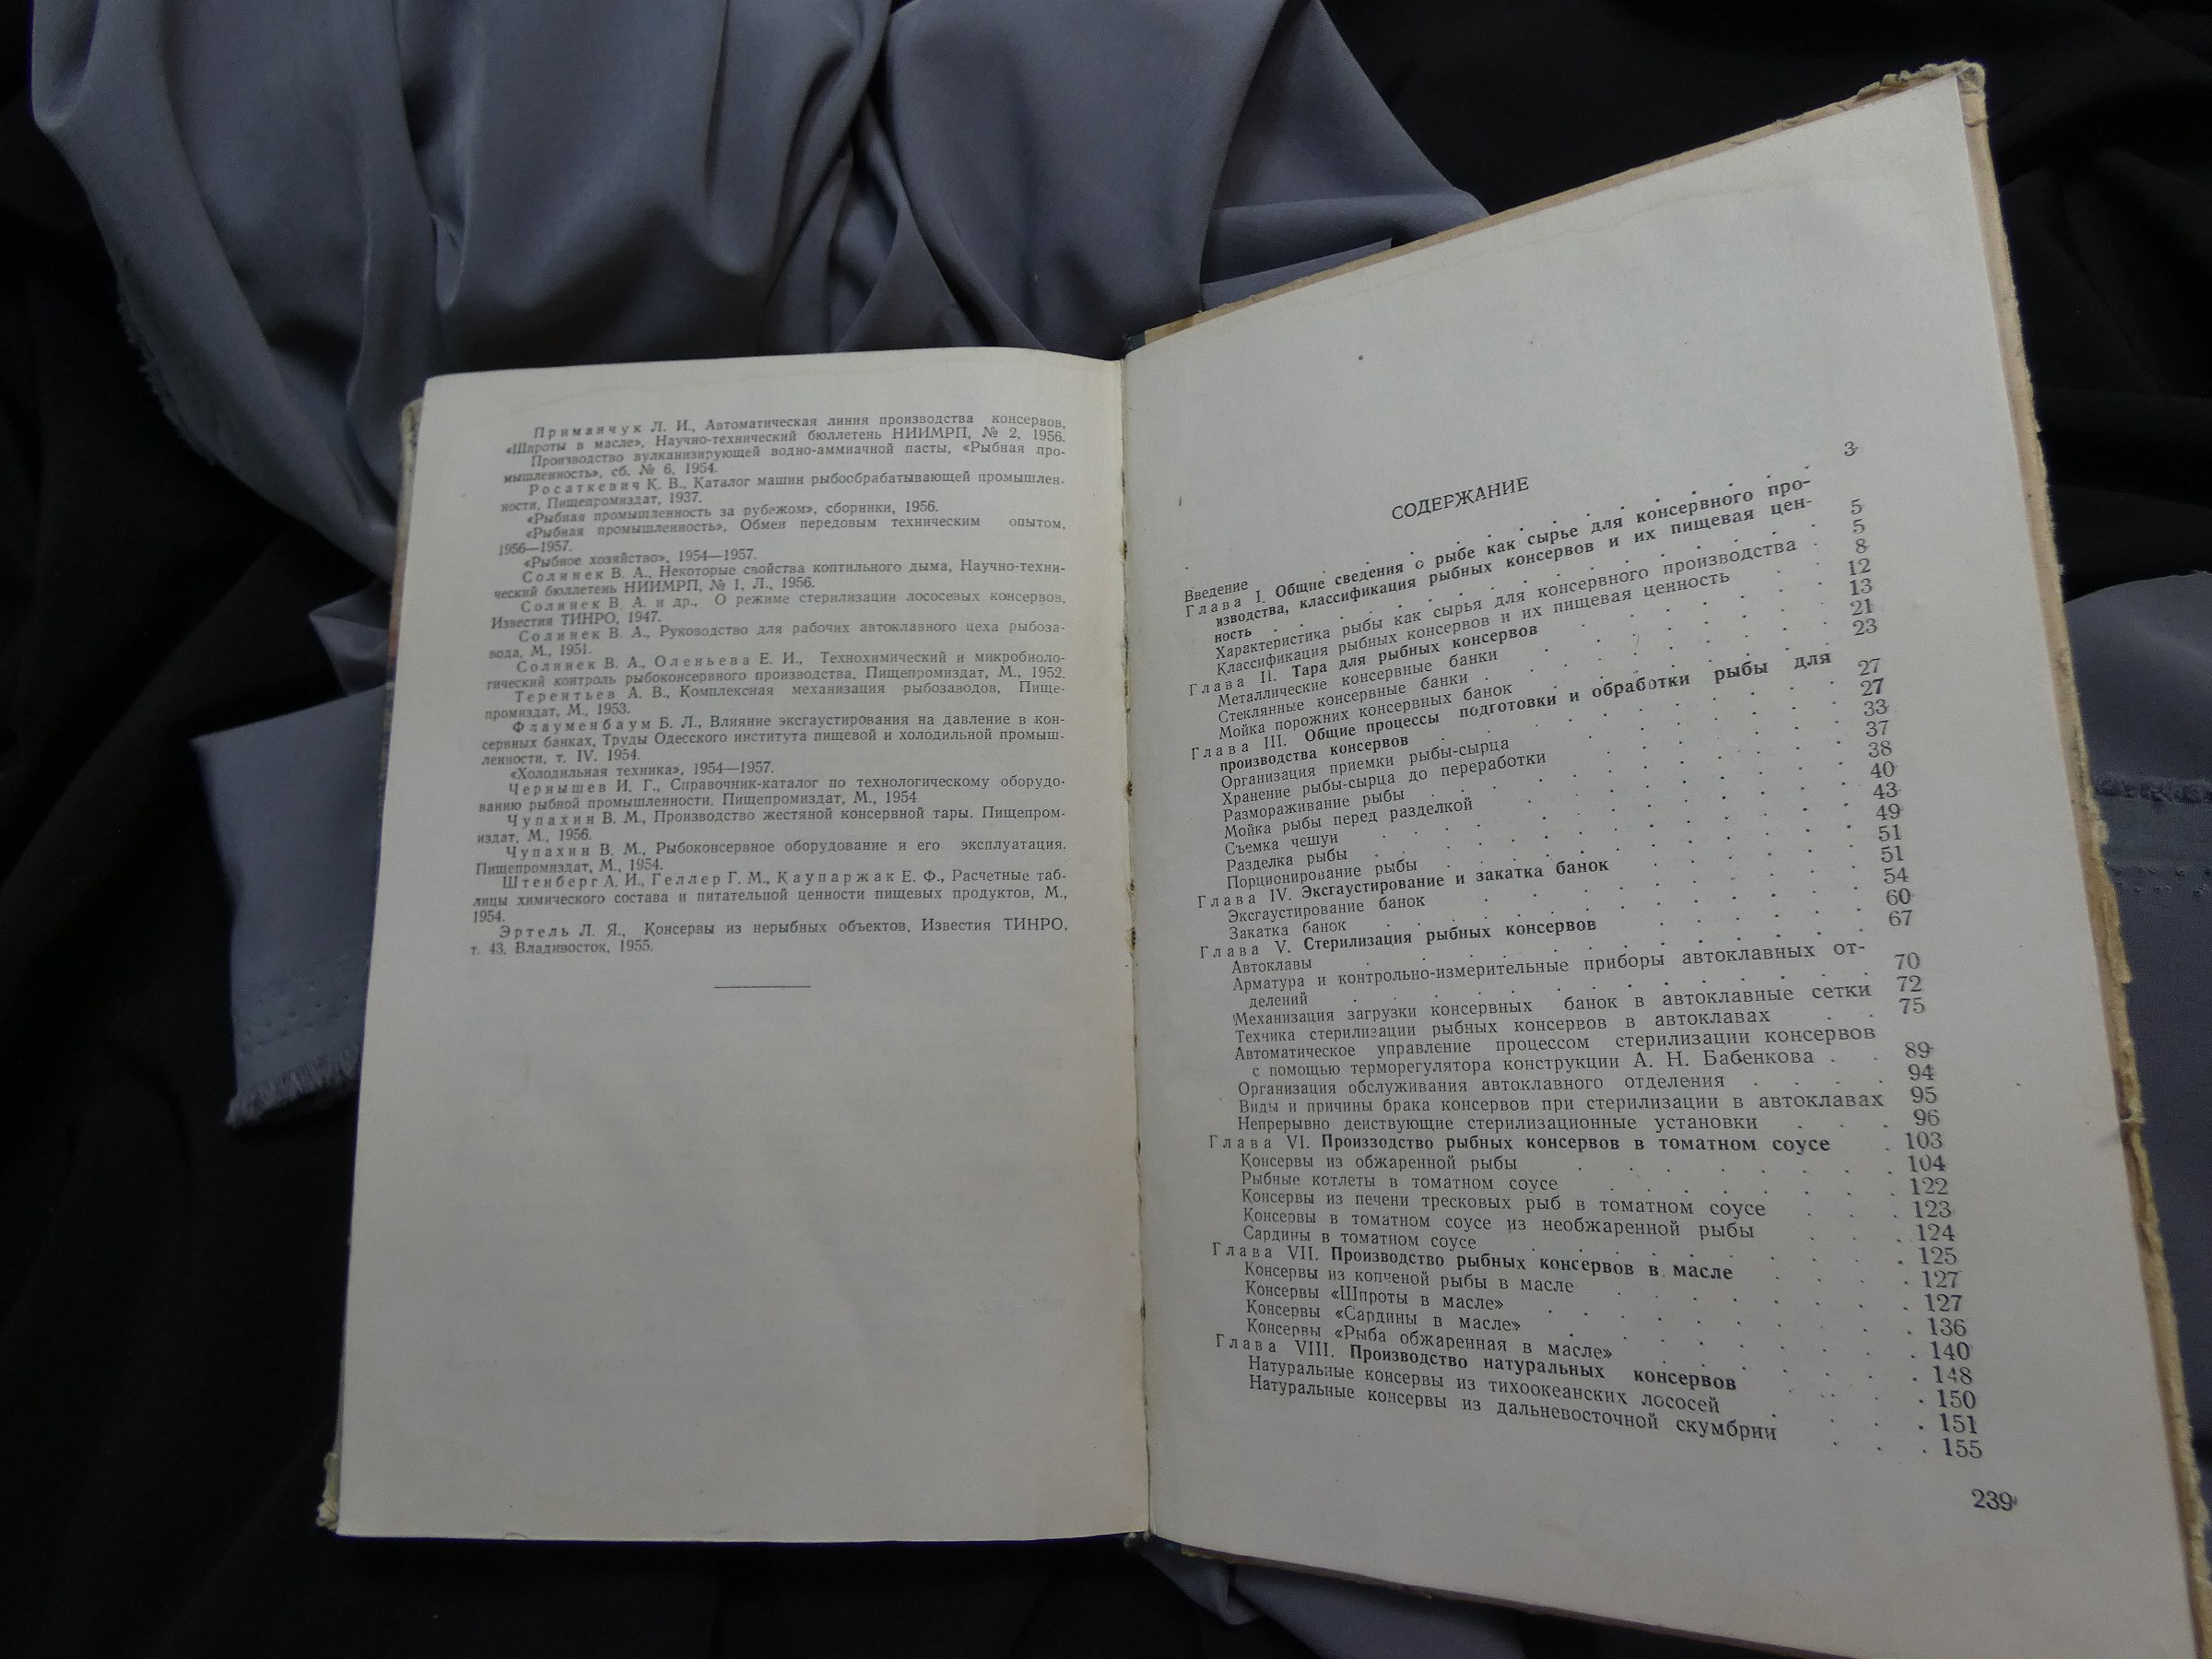 Примайчук Л. И., Автоматическая линия производства консервов,
«Шпроты в масле», Научно-технический бюллетень НИИМРП, № 2, 1956.
Производство вулканизирующей водно-аммиачной пасты, «Рыбная про-
мышленность», сб. № 6, 1954.
Росаткевич К. В., Каталог машин рыбообрабатывающей промышлен-
ности, Пищепромиздат, 1937.
«Рыбная промышленность за рубежом», сборники, 1956.
«Рыбная промышленность», Обмен передовым техническим опытом,
1956—1957.
«Рыбное хозяйство», 1954—1957.
Солинек В. А., Некоторые свойства коптильного дыма, Научно-техни-
ческий бюллетень НИИМРП, № 1, Л., 1956.
Солинек В. А. и др., О режиме стерилизации лососевых консервов,
Известия ТИНРО, 1947.
Солинек В. А., Руководство для рабочих автоклавного цеха рыбоза-
вода, М., 1951.
Солинек В. А., Оленьева Е. И., Технохимический и микробиоло-
гический контроль рыбоконсервного производства, Пищепромиздат, М., 1952.
Терентьев А. В., Комплексная механизация рыбозаводов, Пище-
промиздат, М., 1953.
Флауменбаум Б. Л., Влияние эксгаустирования на давление в кон-
сервных банках, Труды Одесского института пищевой и холодильной промыш-
ленности, т. IV. 1954.
«Холодильная техника», 1954—1957.
Чернышев И. Г., Справочник-каталог по технологическому оборудо-
ванию рыбной промышленности. Пищепромиздат, М., 1954
Чупахин В. М., Производство жестяной консервной тары. Пищепром-
издат, М., 1956.
Чупахин В. М., Рыбоконсервное оборудование и его эксплуатация.
Пищепромиздат, М., 1954.
Штенберг А. И., Геллер Г. М., Каупаржак Е. Ф., Расчетные таб-
лицы химического состава и питательной ценности пищевых продуктов, М.,
1954.
Эртель Л. Я., Консервы из нерыбных объектов, Известия ТИНРО,
т. 43, Владивосток, 1955.
СОДЕРЖАНИЕ
Введение . . . . . . . 3
Глава I. Общие сведения о рыбе как сырье для консервного про-
изводства, классификация рыбных консервов и их пищевая цен-
ность . . . . . . . 5
Характеристика рыбы как сырья для консервного производства . 5
Классификация рыбных консервов и их пищевая ценность . 8
Глава II. Тара для рыбных консервов . . . . 12
Металлические консервные банки . . . . 13
Стеклянные консервные банки . . . . . 21
Мойка порожних консервных банок . . . . 23
Глава III. Общие процессы подготовки и обработки рыбы для
производства консервов . . . . . 27
Организация приемки рыбы-сырца . . . . 27
Хранение рыбы-сырца до переработки . . . . 33
Размораживание рыбы . . . . . 37
Мойка рыбы перед разделкой . . . . 38
Съемка чешуи . . . . . . 40
Разделка рыбы . . . . . . 43
Порционирование рыбы . . . . . 49
Глава IV. Эксгаустирование и закатка банок . . . 51
Эксгаустирование банок . . . . . 51
Закатка банок . . . . . . 54
Глава V. Стерилизация рыбных консервов . . . . 60
Автоклавы . . . . . . . 67
Арматура и контрольно-измерительные приборы автоклавных от-
делений . . . . . . . 70
Механизация загрузки консервных банок в автоклавные сетки 72
Техника стерилизации рыбных консервов в автоклавах . . 75
Автоматическое управление процессом стерилизации консервов
с помощью терморегулятора конструкции А. Н. Бабенкова . . 89
Организация обслуживания автоклавного отделения . . . . 94
Виды и причины брака консервов при стерилизации в автоклавах 95
Непрерывно действующие стерилизационные установки . . . 96
Глава VI. Производство рыбных консервов в томатном соусе . 103
Консервы из обжаренной рыбы . . . . . 104
Рыбные котлеты в томатном соусе . . . . . 122
Консервы из печени тресковых рыб в томатном соусе . . . 123
Консервы в томатном соусе из необжаренной рыбы . . . 124
Сардины в томатном соусе . . . . . . 125
Глава VII. Производство рыбных консервов в масле . . . 127
Консервы из копченой рыбы в масле . . . . . 127
Консервы «Шпроты в масле» . . . . . . 136
Консервы «Сардины в масле» . . . . . . 140
Консервы «Рыба обжаренная в масле» . . . . . 148
Глава VIII. Производство натуральных консервов . . . 150
Натуральные консервы из тихоокеанских лососей . . . 151
Натуральные консервы из дальневосточной скумбрии . . . 155
239